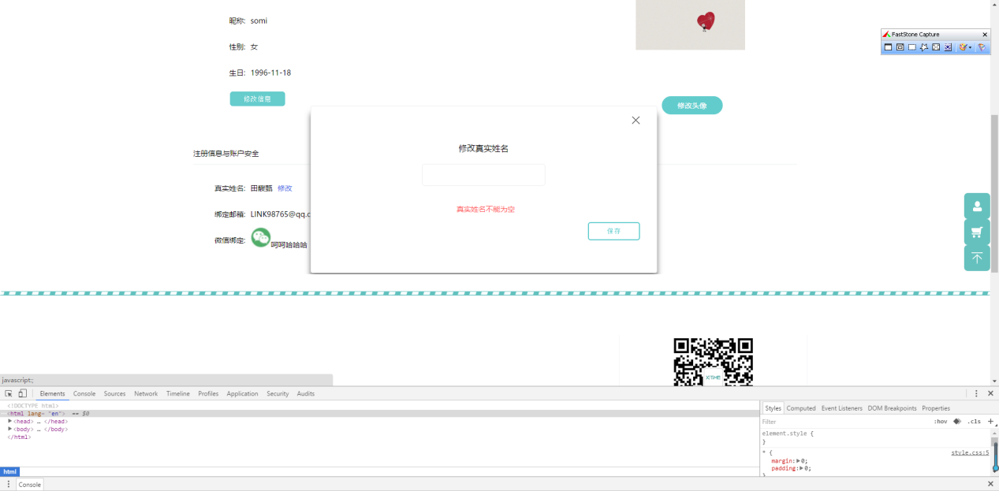 昵称: somi
FastStone Capture
性别: 女
生日: 1996-11-18
修改信息
修改头像
修改真实姓名
注册信息与账户安全
真实姓名: 田馥甄 修改
真实姓名不能为空
绑定邮箱: LINK98765@qq.c
保存
微信绑定: 呵呵哈哈哈
X·TIME
javascript:;
Elements Console Sources Network Timeline Profiles Application Security Audits
<!DOCTYPE html>
<html lang= "en"> == $0
<head> … </head>
<body> … </body>
</html>
Styles Computed Event Listeners DOM Breakpoints Properties
Filter :hov .cls +
element.style {
}
* { style.css:5
margin: 0;
padding: 0;
}
html
Console